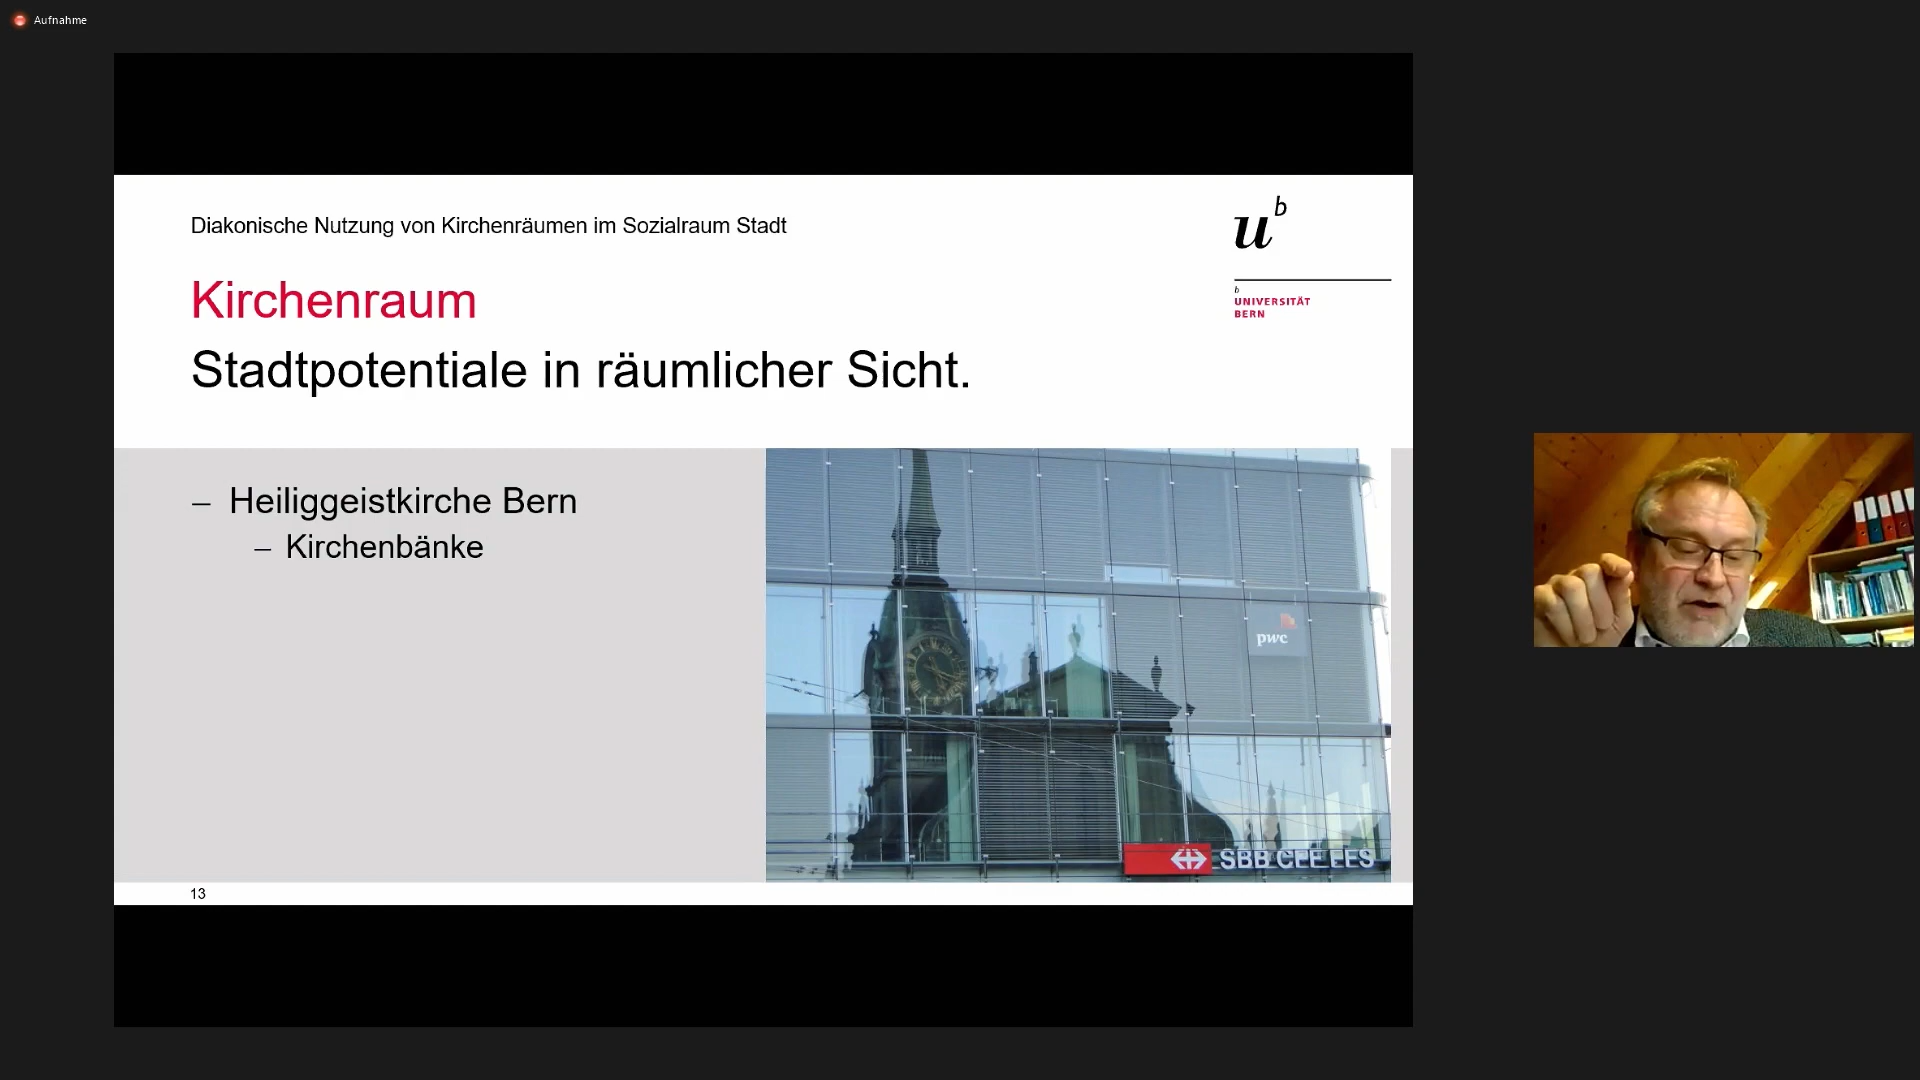 Aufnahme
Diakonische Nutzung von Kirchenräumen im Sozialraum Stadt
u b
b
UNIVERSITÄT
BERN
Kirchenraum
Stadtpotentiale in räumlicher Sicht.
– Heiliggeistkirche Bern
– Kirchenbänke
pwc
SBB CFF FFS
13